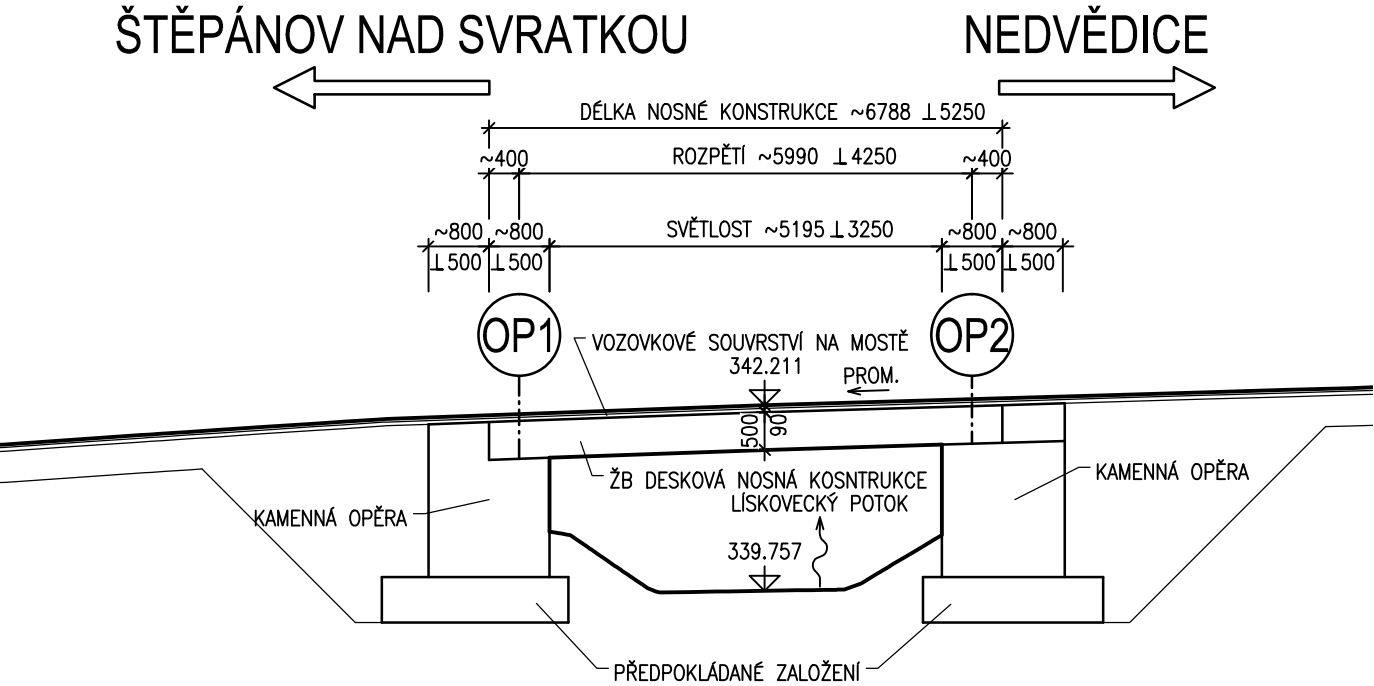 ŠTĚPÁNOV NAD SVRATKOU
NEDVĚDICE
DÉLKA NOSNÉ KONSTRUKCE ~6788 ⊥5250
~400
ROZPĚTÍ ~5990 ⊥4250
~400
~800
~800
SVĚTLOST ~5195⊥3250
~800
~800
⊥500
⊥500
⊥500
⊥500
OP1
OP2
VOZOVKOVÉ SOUVRSTVÍ NA MOSTĚ
342.211
PROM.
500
90
ŽB DESKOVÁ NOSNÁ KOSNTRUKCE
KAMENNÁ OPĚRA
LÍSKOVECKÝ POTOK
KAMENNÁ OPĚRA
339.757
PŘEDPOKLÁDANÉ ZALOŽENÍ